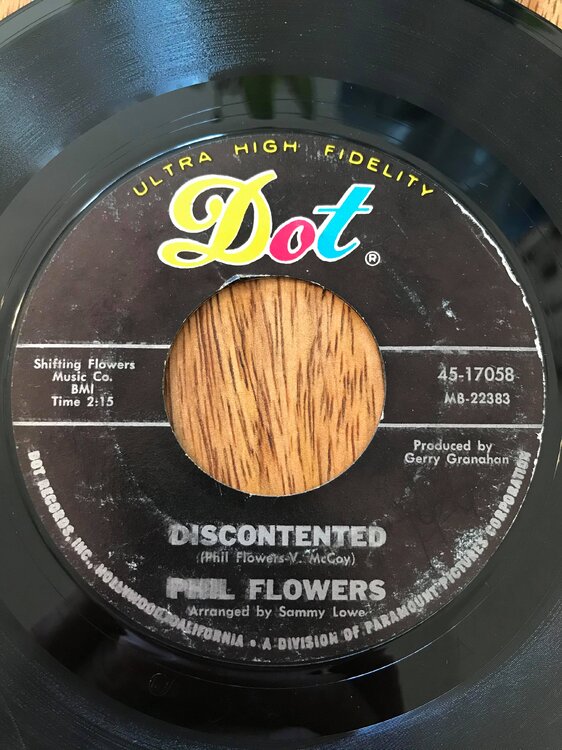 ULTRA HIGH FIDELITY
Dot®
Shifting Flowers
Music Co.
BMI
Time 2:15
45-17058
MB-22383
Produced by
Gerry Granahan
DISCONTENTED
(Phil Flowers-V. McCoy)
PHIL FLOWERS
Arranged by Sammy Lowe
DOT RECORDS, INC., HOLLYWOOD, CALIFORNIA • A DIVISION OF PARAMOUNT PICTURES CORPORATION